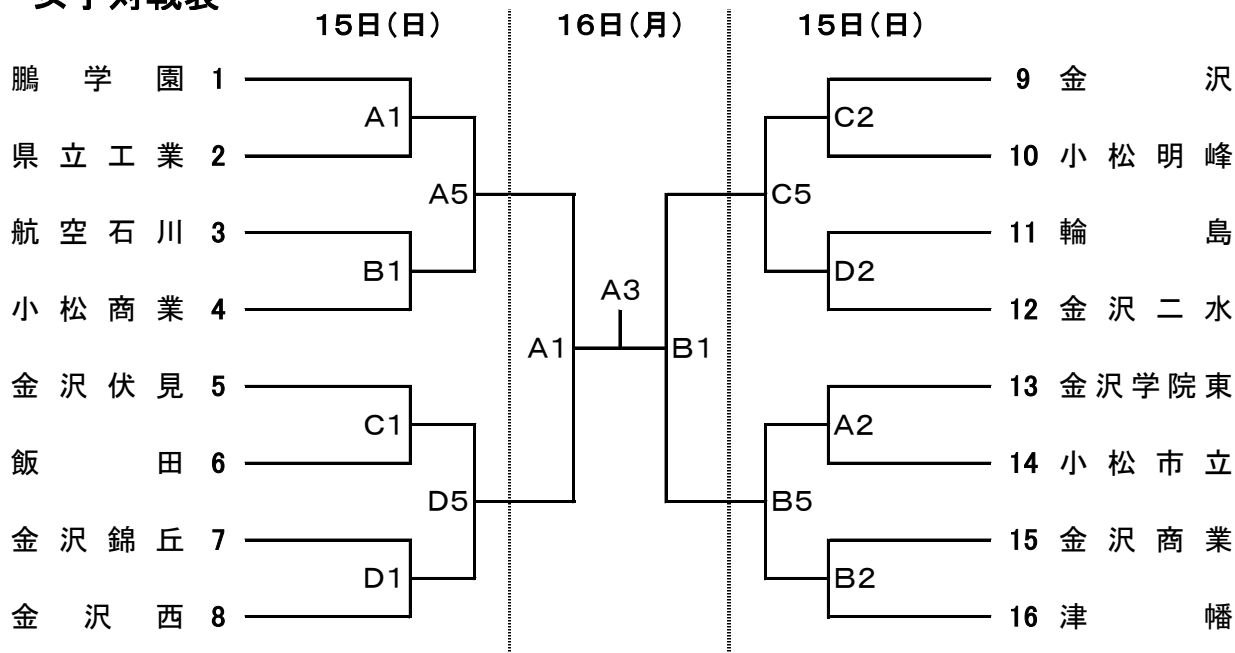 女子対戦表
15日(日) 16日(月) 15日(日)
鵬学園 1 9 金沢
A1 C2
県立工業 2 10 小松明峰
A5 C5
航空石川 3 11 輪島
B1 D2
A3
小松商業 4 12 金沢二水
A1 B1
金沢伏見 5 13 金沢学院東
C1 A2
飯田 6 14 小松市立
D5 B5
金沢錦丘 7 15 金沢商業
D1 B2
金沢西 8 16 津幡